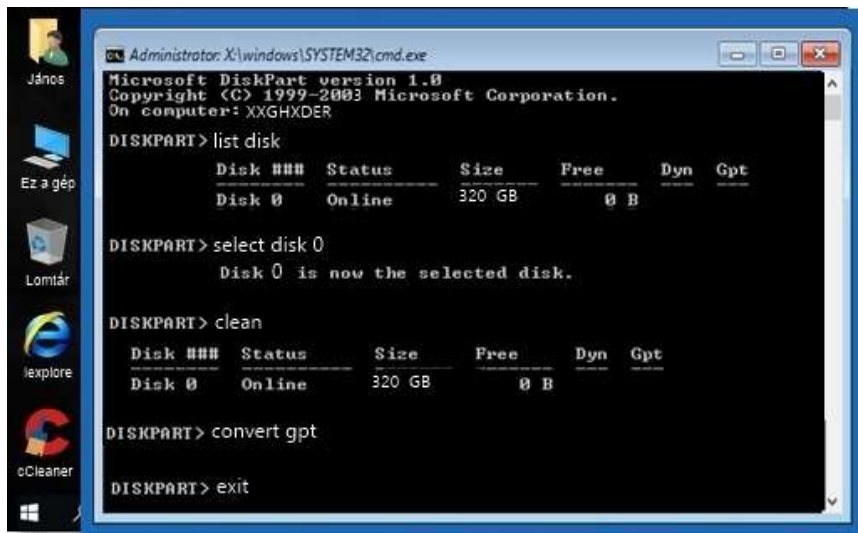 János
Ez a gép
Lomtár
Iexplore
cCleaner
Administrator: X:\windows\SYSTEM32\cmd.exe
Microsoft DiskPart version 1.0
Copyright (C) 1999-2003 Microsoft Corporation.
On computer: XXGHXDER
DISKPART> list disk
Disk ### Status Size Free Dyn Gpt
Disk 0 Online 320 GB 0 B
DISKPART> select disk 0
Disk 0 is now the selected disk.
DISKPART> clean
Disk ### Status Size Free Dyn Gpt
Disk 0 Online 320 GB 0 B
DISKPART> convert gpt
DISKPART> exit